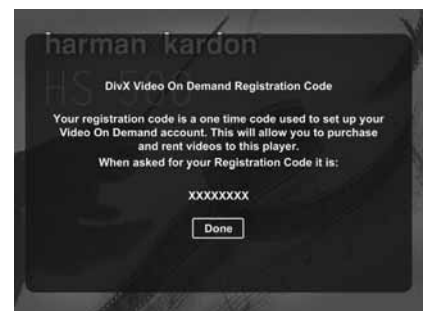 harman kardon
HS 500
DivX Video On Demand Registration Code
Your registration code is a one time code used to set up your
Video On Demand account. This will allow you to purchase
and rent videos to this player.
When asked for your Registration Code it is:
XXXXXXXX
Done